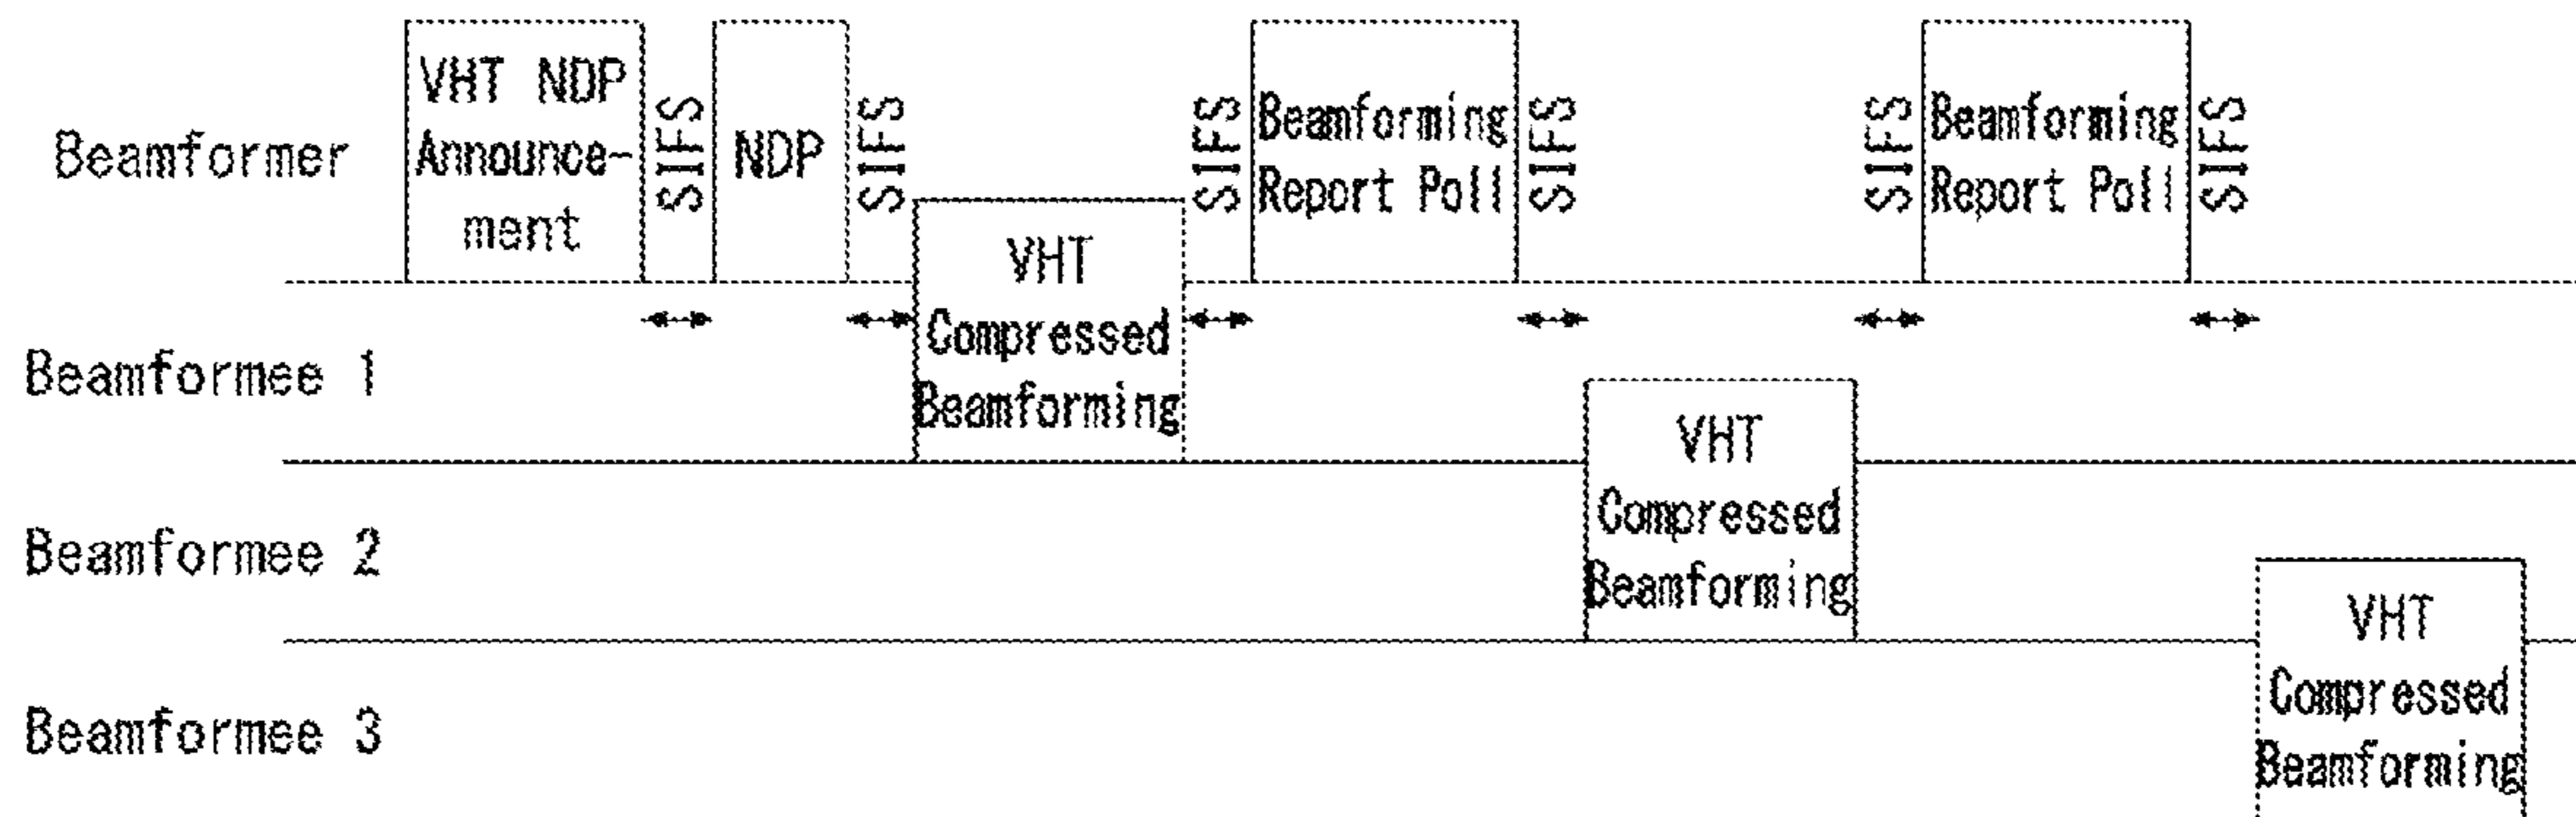 Beamformer
VHT NDP
Announce-
ment
SIFS
NDP
SIFS
SIFS
Beamforming
Report Poll
SIFS
SIFS
Beamforming
Report Poll
SIFS
Beamformee 1
VHT
Compressed
Beamforming
Beamformee 2
VHT
Compressed
Beamforming
Beamformee 3
VHT
Compressed
Beamforming